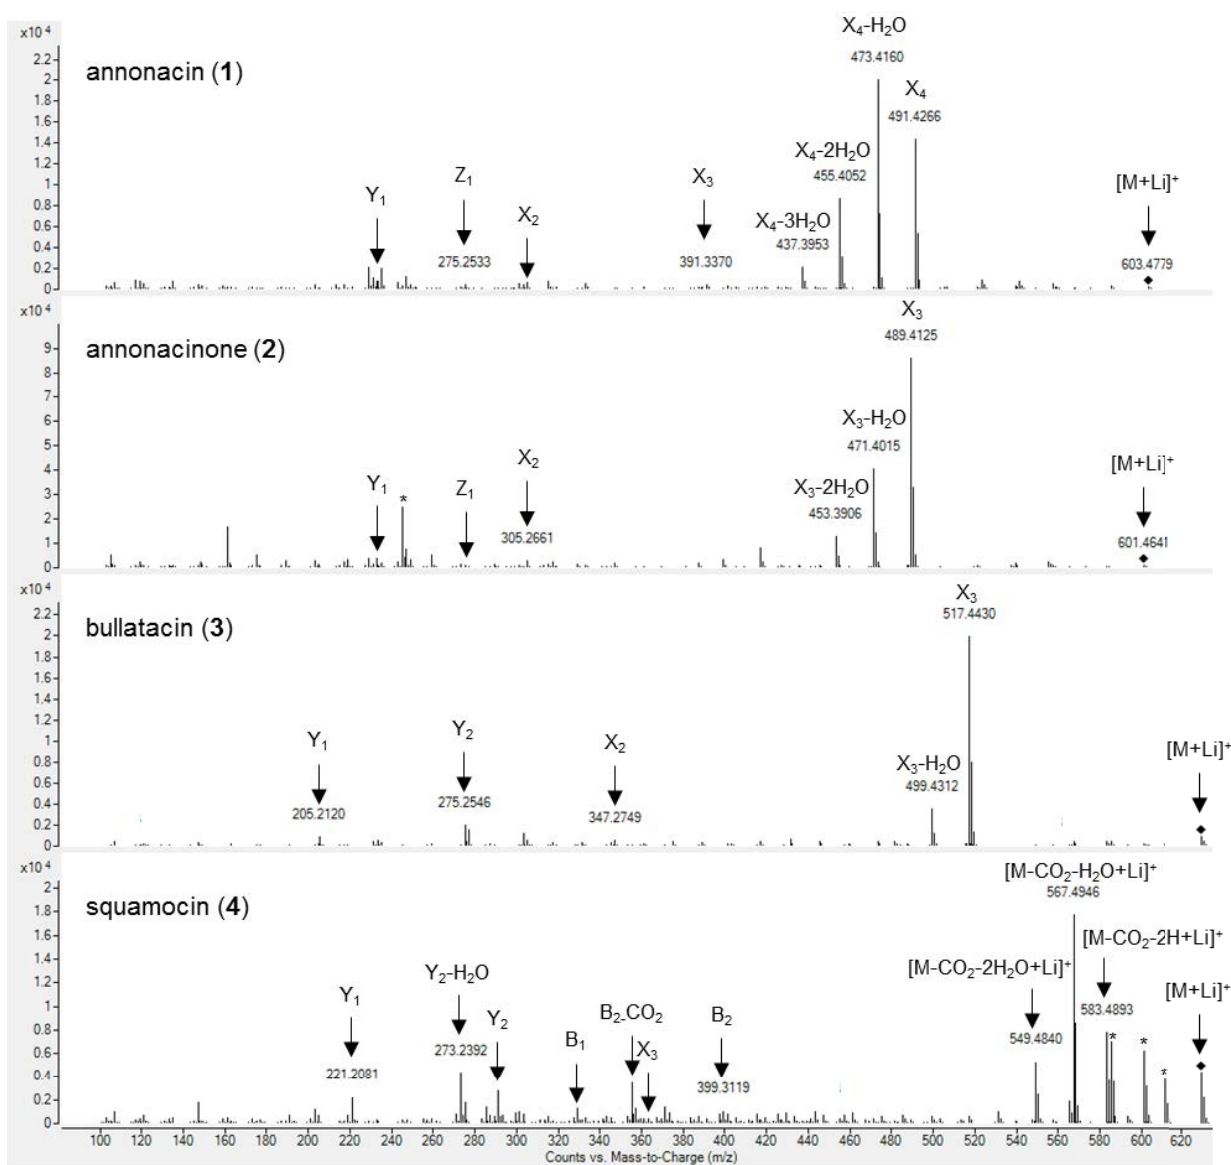 x10⁴
2.2
2
1.8
1.6
1.4
1.2
1
0.8
0.6
0.4
0.2
0
annonacin (1)
Y₁
Z₁
275.2533
X₂
X₃
391.3370
X₄-3H₂O
437.3953
X₄-2H₂O
455.4052
X₄-H₂O
473.4160
X₄
491.4266
[M+Li]⁺
603.4779
x10⁴
9
8
7
6
5
4
3
2
1
0
annonacinone (2)
Y₁
*
Z₁
X₂
305.2661
X₃-2H₂O
453.3906
X₃-H₂O
471.4015
X₃
489.4125
[M+Li]⁺
601.4641
x10⁴
2.2
2
1.8
1.6
1.4
1.2
1
0.8
0.6
0.4
0.2
0
bullatacin (3)
Y₁
205.2120
Y₂
275.2546
X₂
347.2749
X₃-H₂O
499.4312
X₃
517.4430
[M+Li]⁺
x10⁴
2
1.8
1.6
1.4
1.2
1
0.8
0.6
0.4
0.2
0
squamocin (4)
Y₁
221.2081
Y₂-H₂O
273.2392
Y₂
B₁
B₂-CO₂
X₃
B₂
399.3119
[M-CO₂-2H₂O+Li]⁺
549.4840
[M-CO₂-H₂O+Li]⁺
567.4946
[M-CO₂-2H+Li]⁺
583.4893
*
*
*
[M+Li]⁺
100 120 140 160 180 200 220 240 260 280 300 320 340 360 380 400 420 440 460 480 500 520 540 560 580 600 620
Counts vs. Mass-to-Charge (m/z)